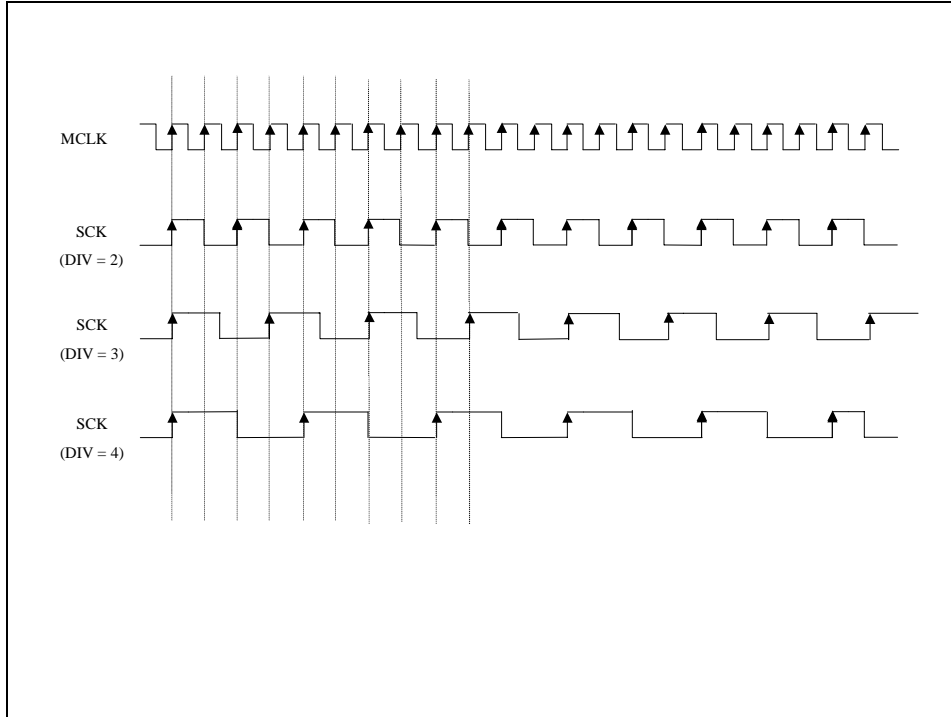 MCLK
SCK
(DIV = 2)
SCK
(DIV = 3)
SCK
(DIV = 4)